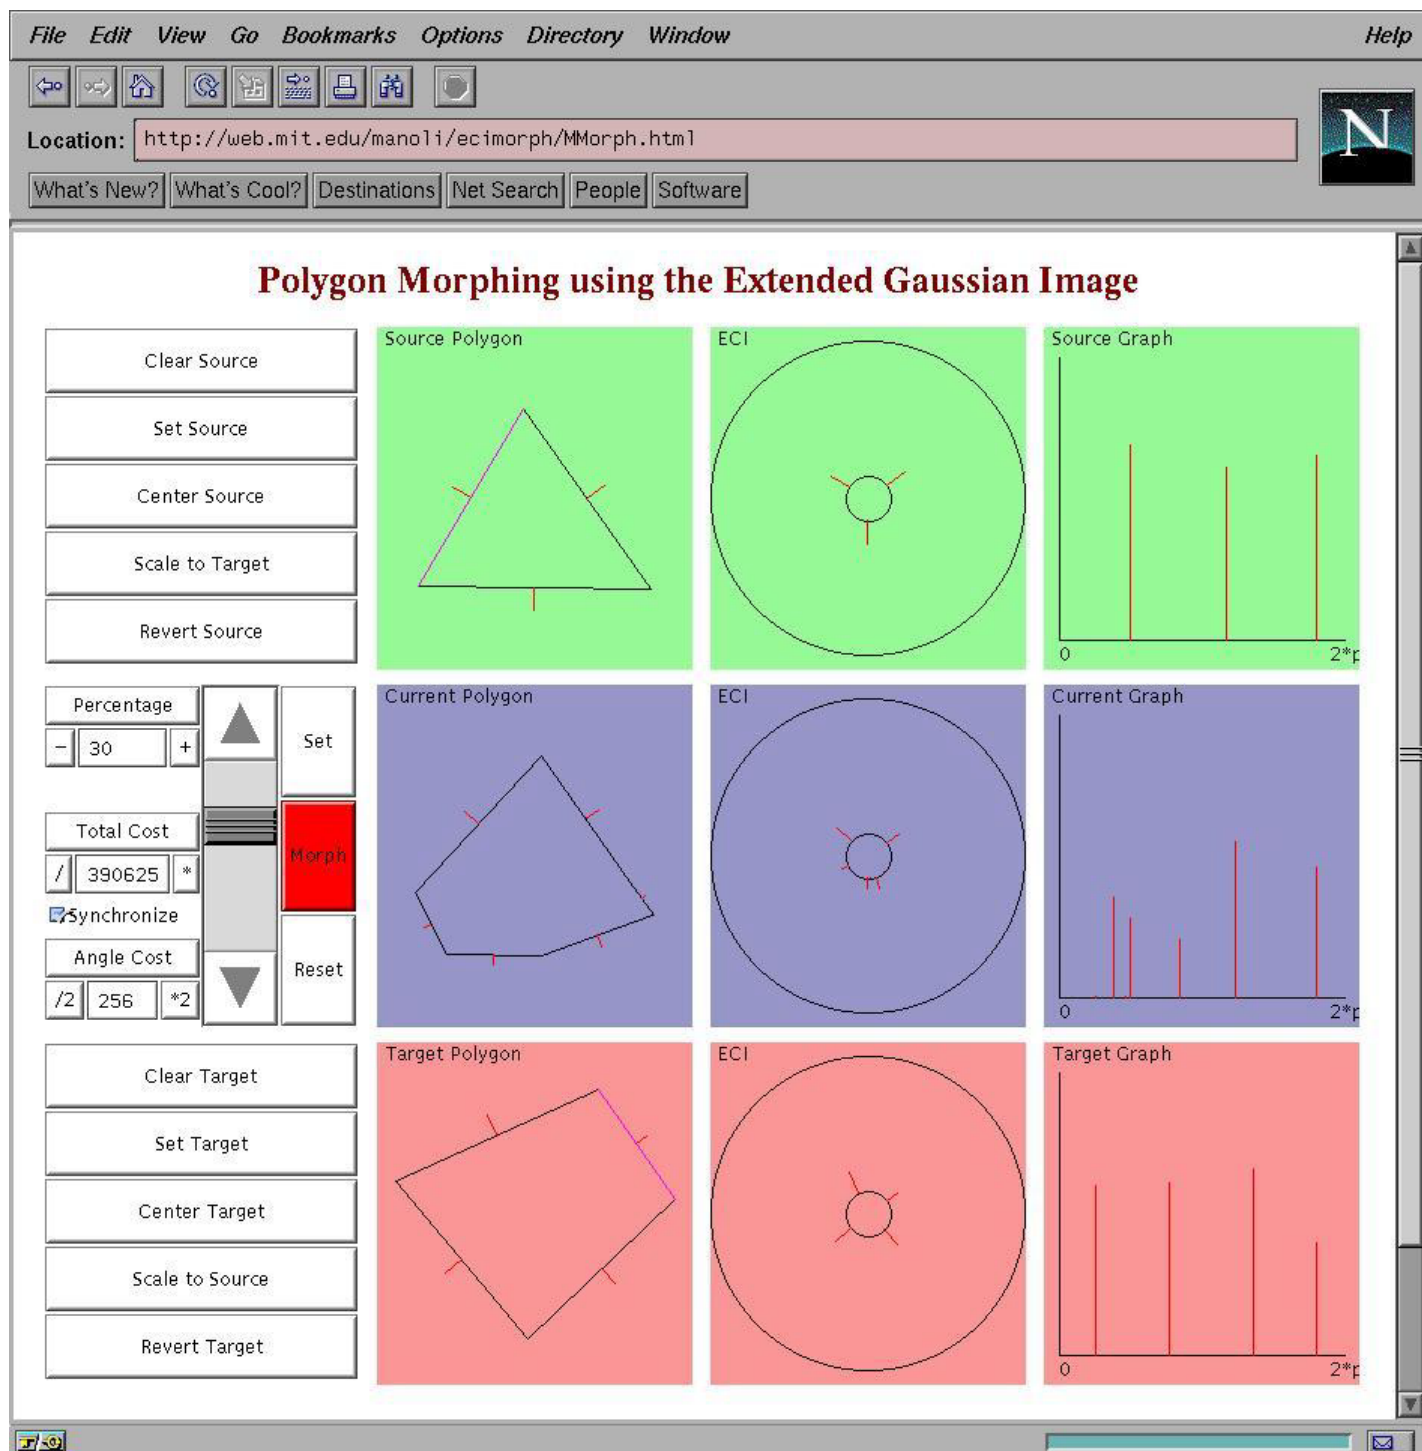 File Edit View Go Bookmarks Options Directory Window Help
Location: http://web.mit.edu/manoli/ecimorph/MMorph.html
N
What's New? What's Cool? Destinations Net Search People Software
Polygon Morphing using the Extended Gaussian Image
Clear Source
Set Source
Center Source
Scale to Target
Revert Source
Source Polygon
ECI
Source Graph
0 2*p
Percentage
- 30 +
Total Cost
/ 390625 *
Synchronize
Angle Cost
/2 256 *2
Set
Morph
Reset
Current Polygon
ECI
Current Graph
0 2*p
Clear Target
Set Target
Center Target
Scale to Source
Revert Target
Target Polygon
ECI
Target Graph
0 2*p